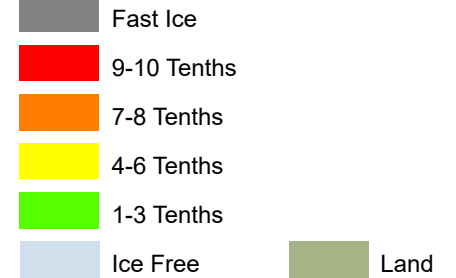 Fast Ice
9-10 Tenths
7-8 Tenths
4-6 Tenths
1-3 Tenths
Ice Free Land